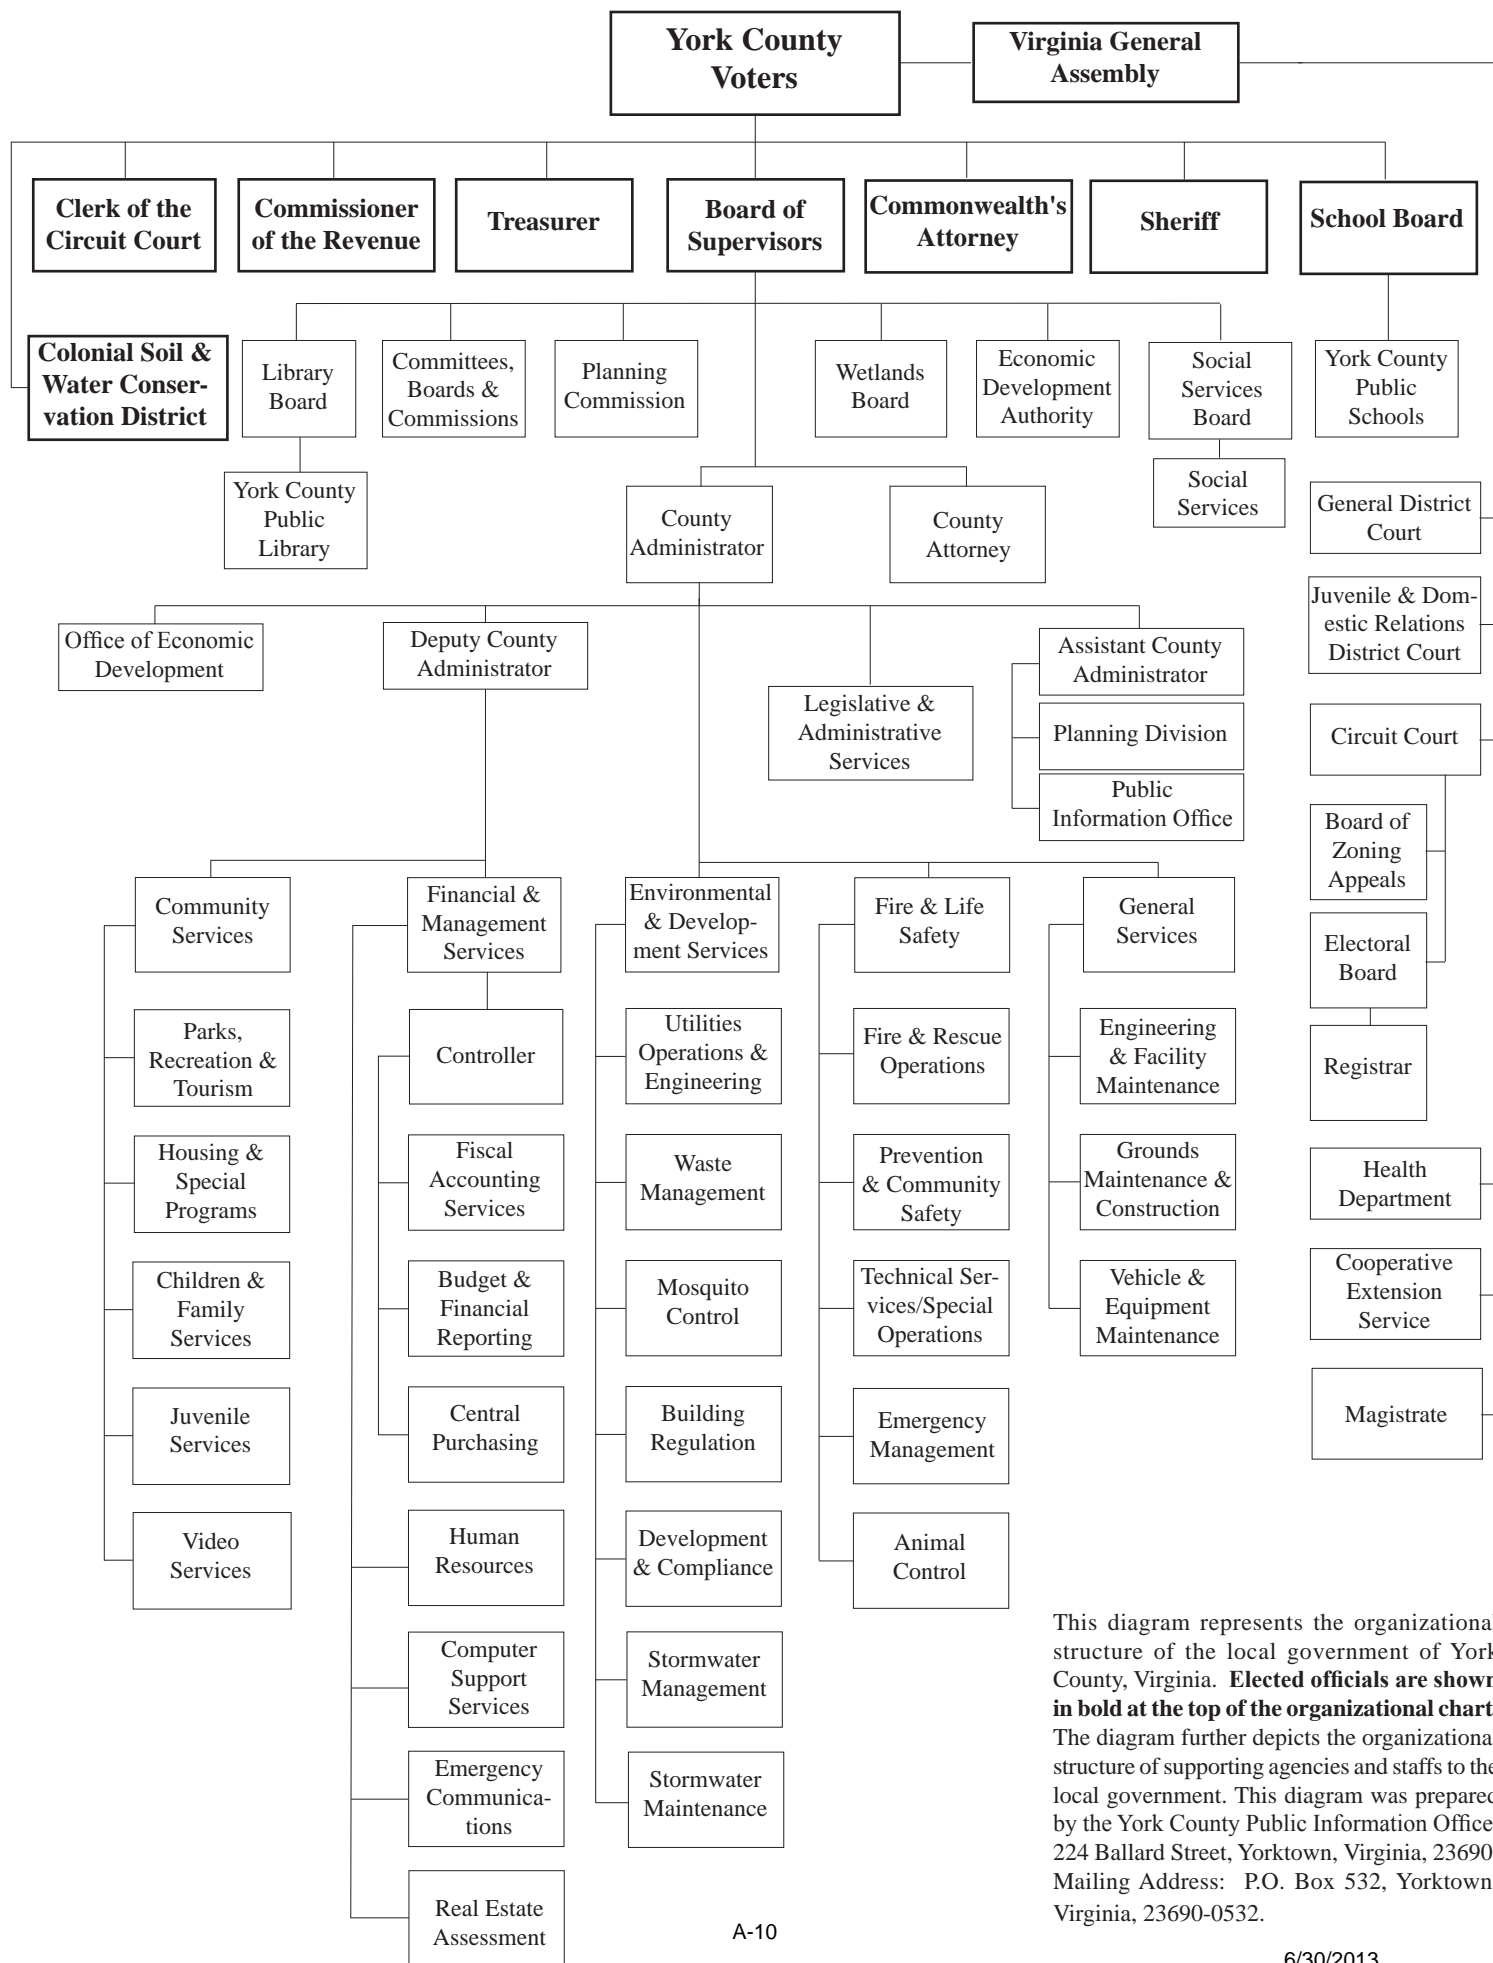 York County
Voters
Virginia General
Assembly
Clerk of the
Circuit Court
Commissioner
of the Revenue
Treasurer
Board of
Supervisors
Commonwealth's
Attorney
Sheriff
School Board
Colonial Soil &
Water Conser-
vation District
Library
Board
Committees,
Boards &
Commissions
Planning
Commission
Wetlands
Board
Economic
Development
Authority
Social
Services
Board
York County
Public
Schools
York County
Public
Library
County
Administrator
County
Attorney
Social
Services
General District
Court
Office of Economic
Development
Deputy County
Administrator
Legislative &
Administrative
Services
Assistant County
Administrator
Planning Division
Public
Information Office
Juvenile & Dom-
estic Relations
District Court
Circuit Court
Board of
Zoning
Appeals
Electoral
Board
Registrar
Health
Department
Cooperative
Extension
Service
Magistrate
Community
Services
Parks,
Recreation &
Tourism
Housing &
Special
Programs
Children &
Family
Services
Juvenile
Services
Video
Services
Financial &
Management
Services
Controller
Fiscal
Accounting
Services
Budget &
Financial
Reporting
Central
Purchasing
Human
Resources
Computer
Support
Services
Emergency
Communica-
tions
Real Estate
Assessment
Environmental
& Develop-
ment Services
Utilities
Operations &
Engineering
Waste
Management
Mosquito
Control
Building
Regulation
Development
& Compliance
Stormwater
Management
Stormwater
Maintenance
Fire & Life
Safety
Fire & Rescue
Operations
Prevention
& Community
Safety
Technical Ser-
vices/Special
Operations
Emergency
Management
Animal
Control
General
Services
Engineering
& Facility
Maintenance
Grounds
Maintenance &
Construction
Vehicle &
Equipment
Maintenance
This diagram represents the organizational
structure of the local government of York
County, Virginia. Elected officials are shown
in bold at the top of the organizational chart
The diagram further depicts the organizational
structure of supporting agencies and staffs to the
local government. This diagram was prepared
by the York County Public Information Office
224 Ballard Street, Yorktown, Virginia, 23690
Mailing Address: P.O. Box 532, Yorktown
Virginia, 23690-0532.
A-10
6/30/2013